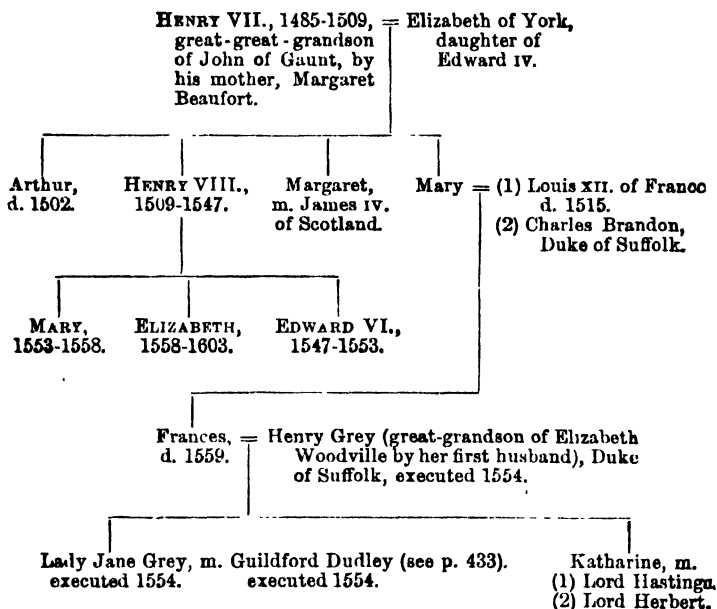 HENRY VII., 1485-1509, = Elizabeth of York,
great-great-grandson daughter of
of John of Gaunt, by Edward IV.
his mother, Margaret
Beaufort.
Arthur, HENRY VIII., Margaret, Mary = (1) Louis XII. of France
d. 1502. 1509-1547. m. James IV. d. 1515.
of Scotland. (2) Charles Brandon,
Duke of Suffolk.
MARY, ELIZABETH, EDWARD VI.,
1553-1558. 1558-1603. 1547-1553.
Frances, = Henry Grey (great-grandson of Elizabeth
d. 1559. Woodville by her first husband), Duke
of Suffolk, executed 1554.
Lady Jane Grey, m. Guildford Dudley (see p. 433). Katharine, m.
executed 1554. executed 1554. (1) Lord Hastings.
(2) Lord Herbert.